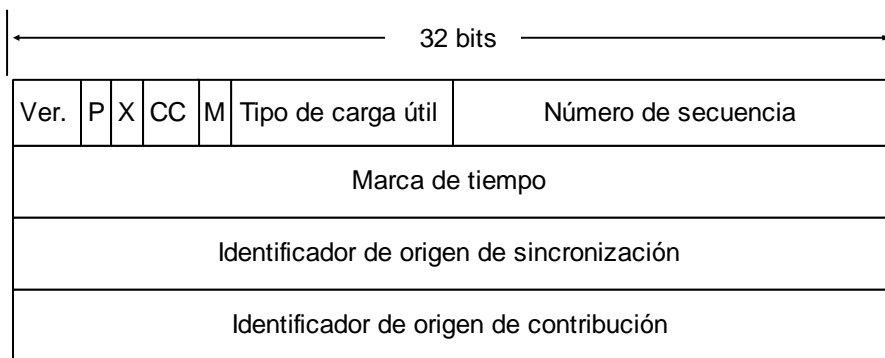 32 bits
Ver. P X CC M Tipo de carga útil Número de secuencia
Marca de tiempo
Identificador de origen de sincronización
Identificador de origen de contribución